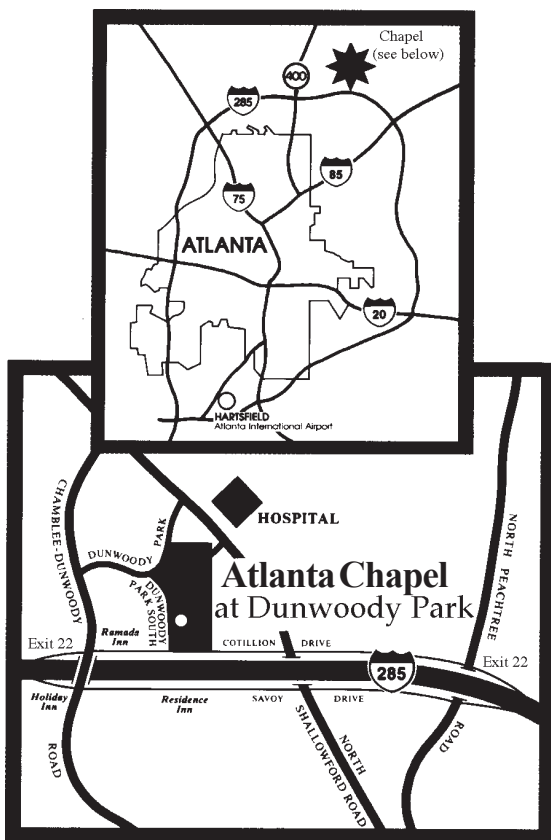 Chapel
(see below)
400
285
85
75
ATLANTA
20
HARTSFIELD
Atlanta International Airport
CHAMBLEE-DUNWOODY
ROAD
DUNWOODY
PARK
HOSPITAL
DUNWOODY
PARK SOUTH
Atlanta Chapel
at Dunwoody Park
NORTH PEACHTREE
ROAD
Ramada
Inn
COTILLION DRIVE
Exit 22
Exit 22
285
Holiday
Inn
Residence
Inn
SAVOY DRIVE
NORTH
SHALLOWFORD ROAD